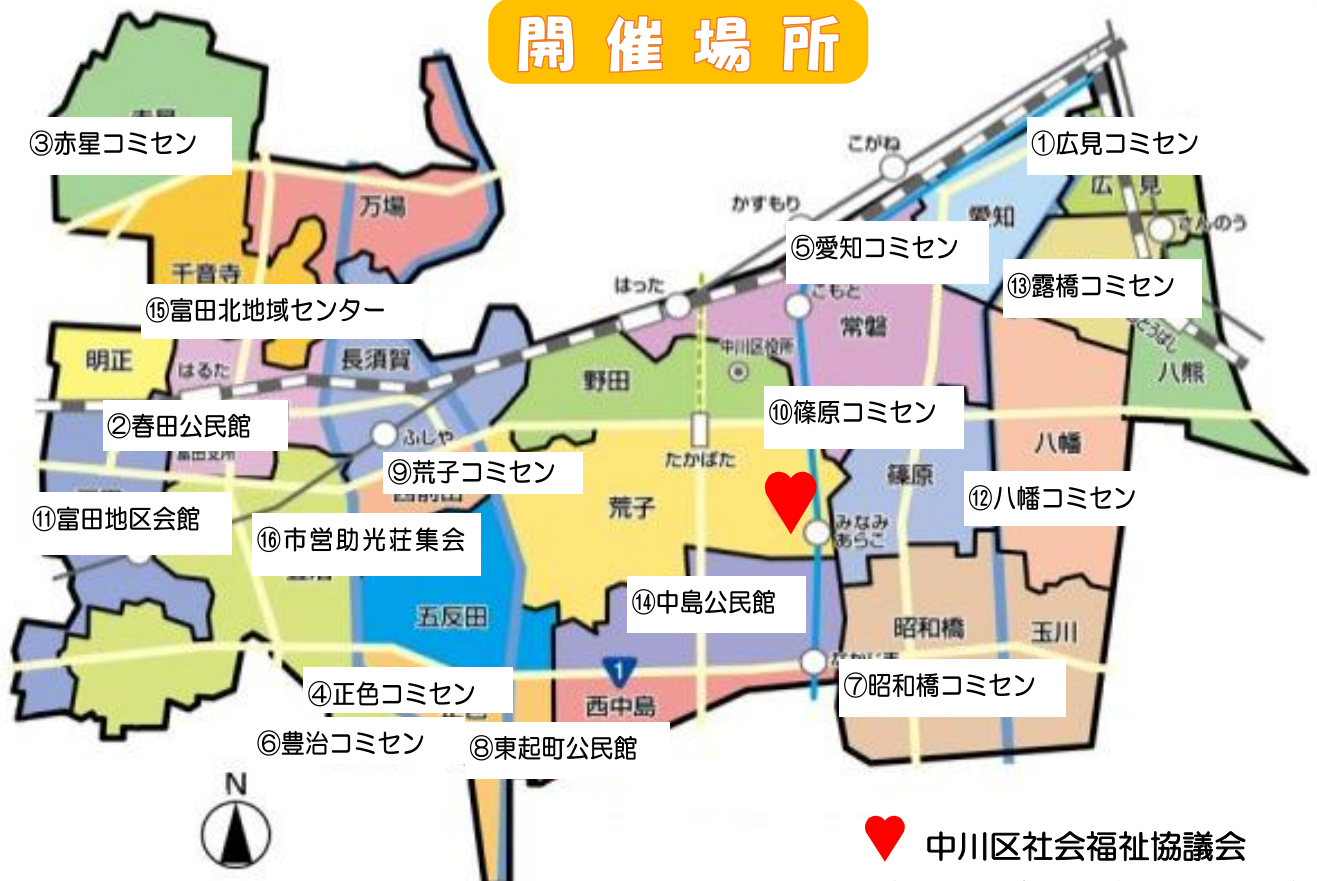 開催場所
③赤星コミセン
こがね
①広見コミセン
広見
かすもり
愛知
さんのう
万場
⑤愛知コミセン
千音寺
はった
こもと
⑬露橋コミセン
⑮富田北地域センター
常磐
明正
はるた
長須賀
中川区役所
野田
八熊
②春田公民館
⑩篠原コミセン
ふしや
たかばた
八幡
⑨荒子コミセン
篠原
荒子
⑫八幡コミセン
⑪富田地区会館
⑯市営助光荘集会
みなみ
あらこ
⑭中島公民館
五反田
昭和橋
玉川
1
④正色コミセン
西中島
⑦昭和橋コミセン
⑥豊治コミセン
⑧東起町公民館
N
中川区社会福祉協議会